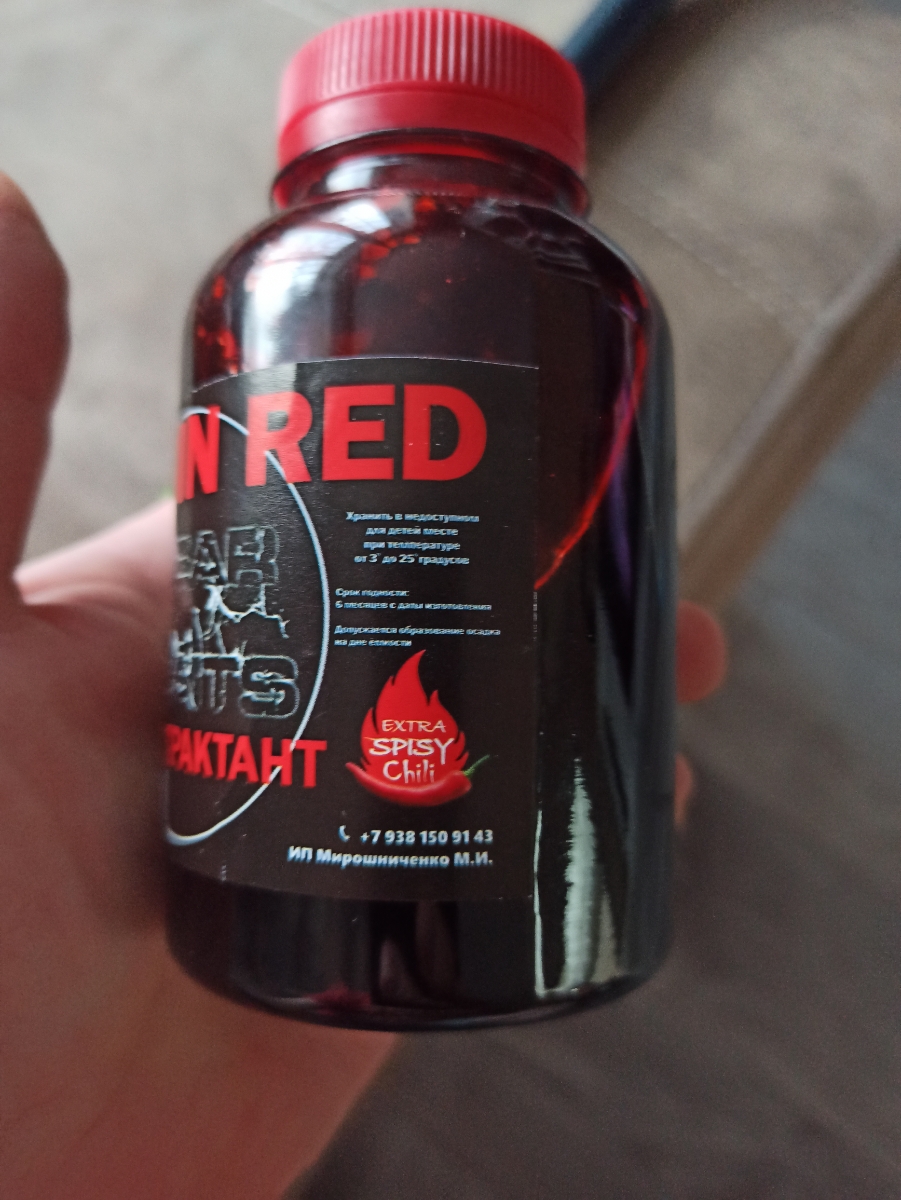 N RED
Хранить в недоступном
для детей месте
при температуре
от 3° до 25° градусов
Срок годности:
6 месяцев с даты изготовления
Допускается образование осадка
на дне ёмкости
ITS
РАКТАНТ
EXTRA
SPISY
Chili
+7 938 150 91 43
ИП Мирошниченко М.И.